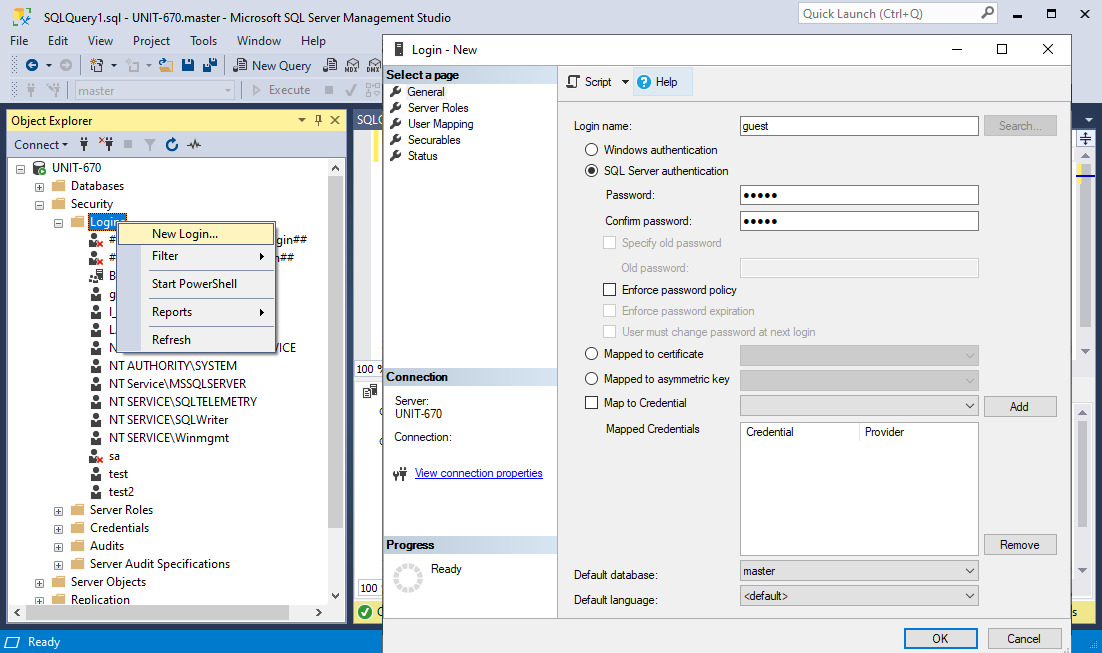 SQLQuery1.sql - UNIT-670.master - Microsoft SQL Server Management Studio
Quick Launch (Ctrl+Q)
File Edit View Project Tools Window Help
New Query MDX DMX
master Execute
Object Explorer
Connect
UNIT-670
Databases
Security
Login
New Login...
gin##
Filter
Start PowerShell
Reports
Refresh
NT AUTHORITY\SYSTEM
NT Service\MSSQLSERVER
NT SERVICE\SQLTELEMETRY
NT SERVICE\SQLWriter
NT SERVICE\Winmgmt
sa
test
test2
Server Roles
Credentials
Audits
Server Audit Specifications
Server Objects
Replication
Ready
SQLQ
100 %
100
Login - New
Select a page
General
Server Roles
User Mapping
Securables
Status
Connection
Server:
UNIT-670
Connection:
View connection properties
Progress
Ready
Script Help
Login name: guest Search...
Windows authentication
SQL Server authentication
Password: •••••
Confirm password: •••••
Specify old password
Old password:
Enforce password policy
Enforce password expiration
User must change password at next login
Mapped to certificate
Mapped to asymmetric key
Map to Credential Add
Mapped Credentials Credential Provider
Remove
Default database: master
Default language: <default>
OK Cancel